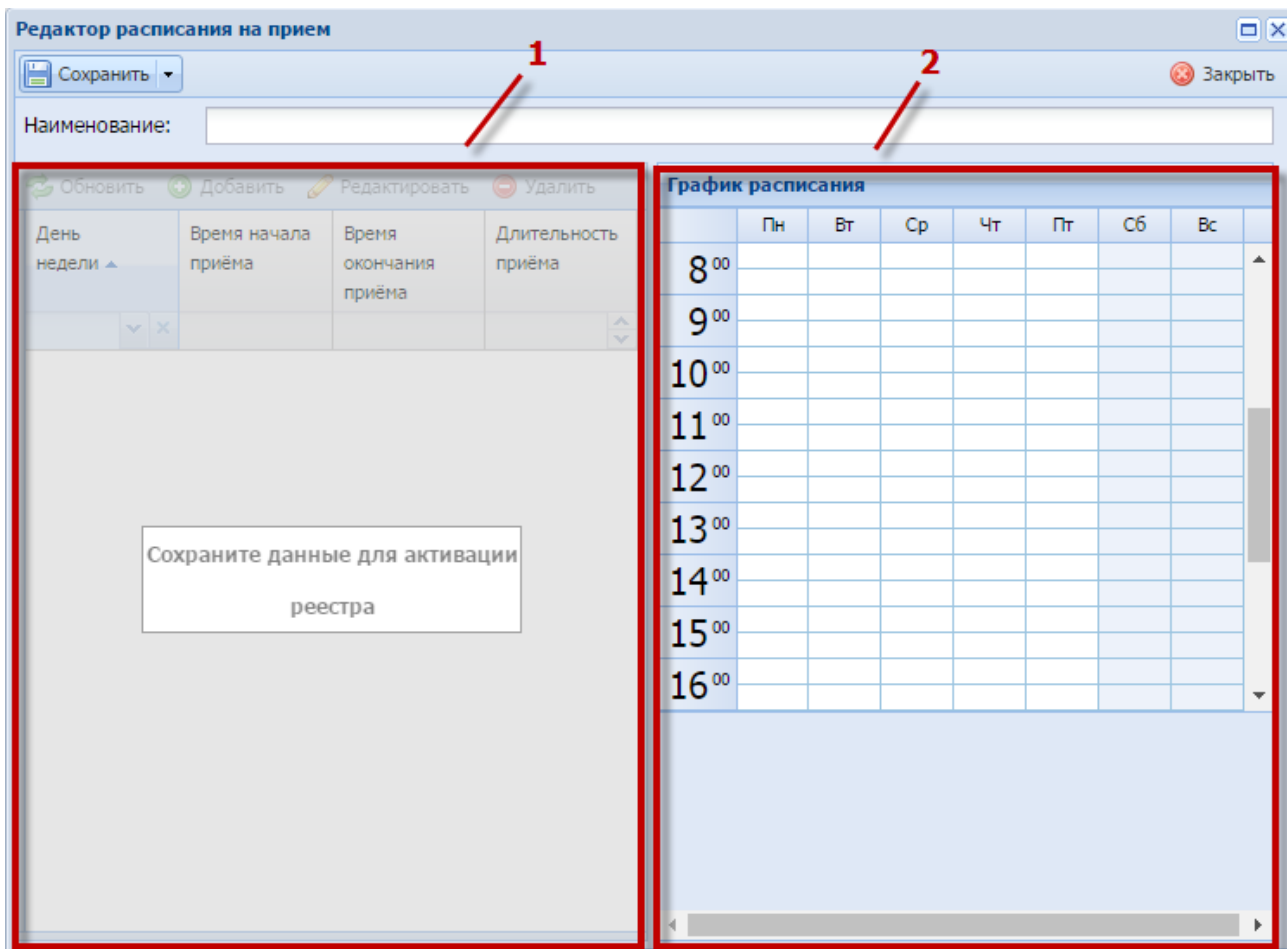 Редактор расписания на прием
1
2
Сохранить
Закрыть
Наименование:
Обновить Добавить Редактировать Удалить
День недели
Время начала приёма
Время окончания приёма
Длительность приёма
Сохраните данные для активации
реестра
График расписания
Пн Вт Ср Чт Пт Сб Вс
8 00
9 00
10 00
11 00
12 00
13 00
14 00
15 00
16 00